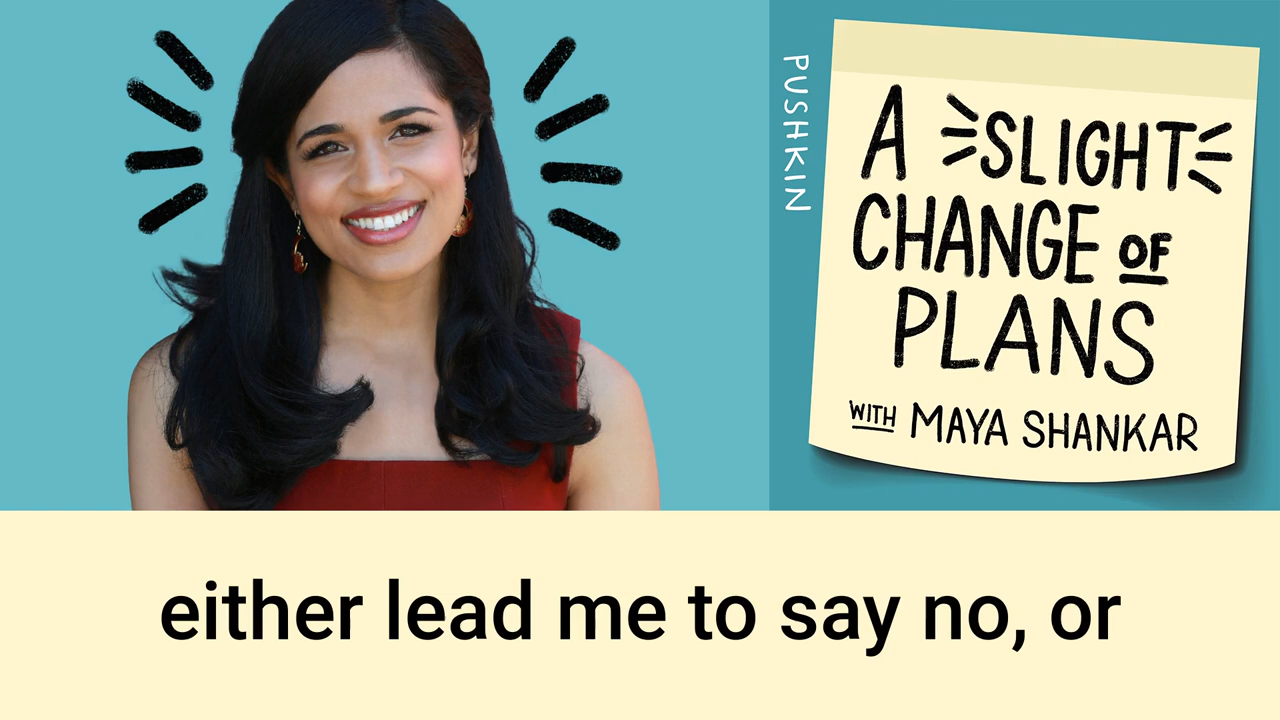 PUSHKIN
A SLIGHT
CHANGE OF
PLANS
WITH MAYA SHANKAR
either lead me to say no, or